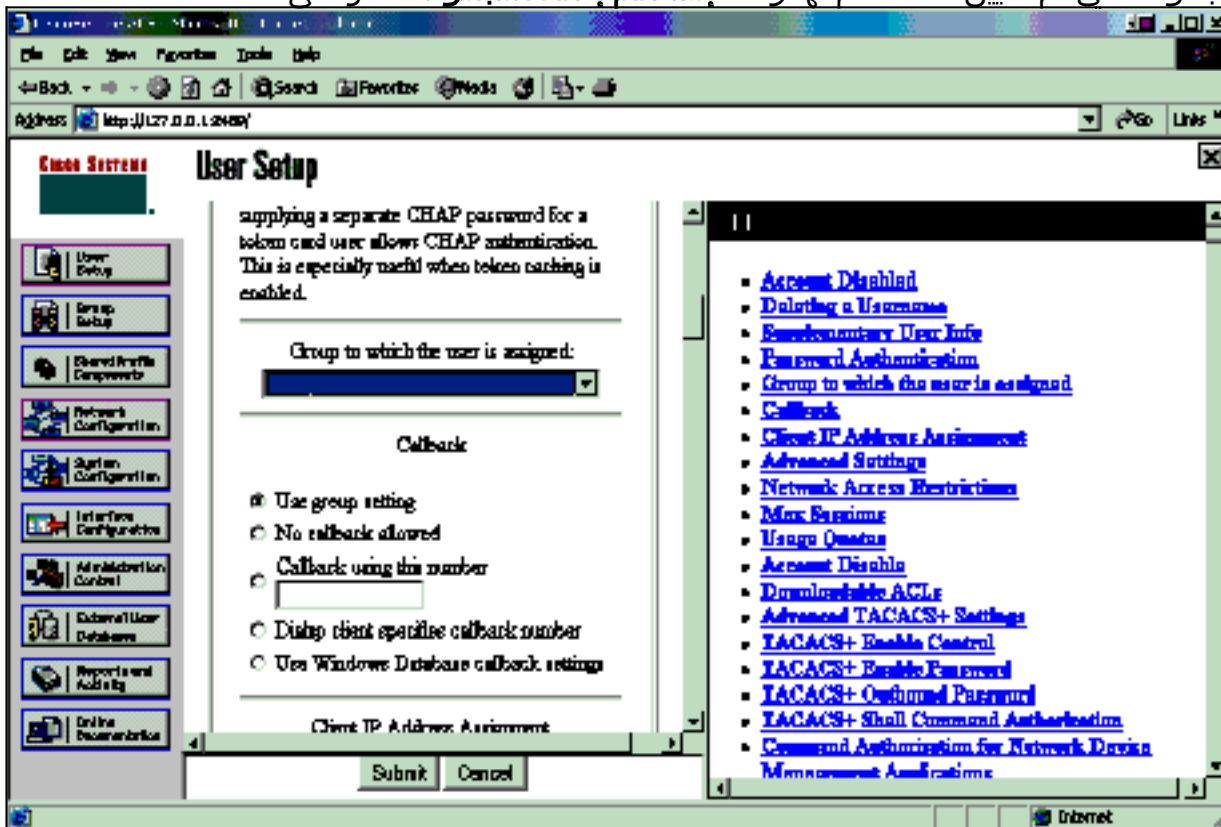 File Edit View Favorites Tools Help
Back Search Favorites Media
Address http://127.0.0.1:2489/ Go Links
CISCO SYSTEMS
User Setup
User Setup
Group Setup
Shared Profile Components
Network Configuration
System Configuration
Interface Configuration
Administration Control
External User Databases
Reports and Activity
Online Documentation
supplying a separate CHAP password for a
token card user allows CHAP authentication.
This is especially useful when token caching is
enabled.
Group to which the user is assigned:
Callback
Use group setting
No callback allowed
Callback using this number
Dialup client specifies callback number
Use Windows Database callback settings
Client IP Address Assignment
Submit Cancel
Account Disabled
Deleting a Username
Supplementary User Info
Password Authentication
Group to which the user is assigned
Callback
Client IP Address Assignment
Advanced Settings
Network Access Restrictions
Max Sessions
Usage Quotas
Account Disable
Downloadable ACLs
Advanced TACACS+ Settings
TACACS+ Enable Control
TACACS+ Enable Password
TACACS+ Outbound Password
TACACS+ Shell Command Authorization
Command Authorization for Network Device
Management Applications
Internet